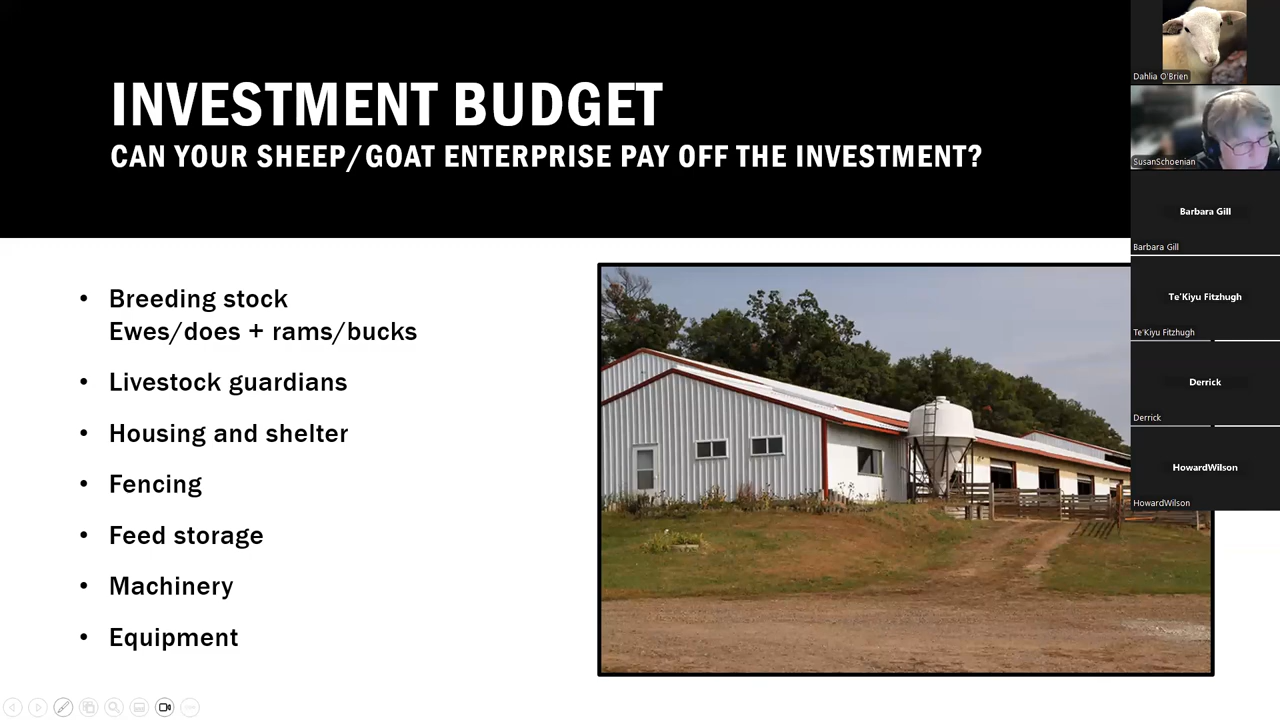 INVESTMENT BUDGET
CAN YOUR SHEEP/GOAT ENTERPRISE PAY OFF THE INVESTMENT?
• Breeding stock
Ewes/does + rams/bucks
• Livestock guardians
• Housing and shelter
• Fencing
• Feed storage
• Machinery
• Equipment
Dahlia O'Brien
SusanSchoenian
Barbara Gill
Barbara Gill
Te'Kiyu Fitzhugh
Te'Kiyu Fitzhugh
Derrick
Derrick
HowardWilson
HowardWilson